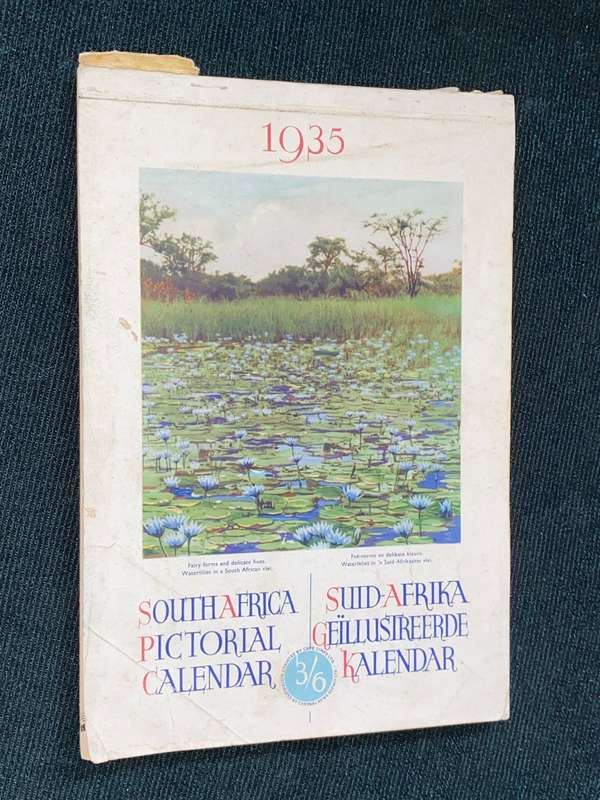 1935
Fairy forms and delicate hues.
Waterlilies in a South African vlei.
Feë-vorms en delikate kleure.
Waterlelies in 'n Suid-Afrikaanse vlei.
SOUTH AFRICA
PICTORIAL
CALENDAR
SUID-AFRIKA
GEÏLLUSTREERDE
KALENDAR
3/6